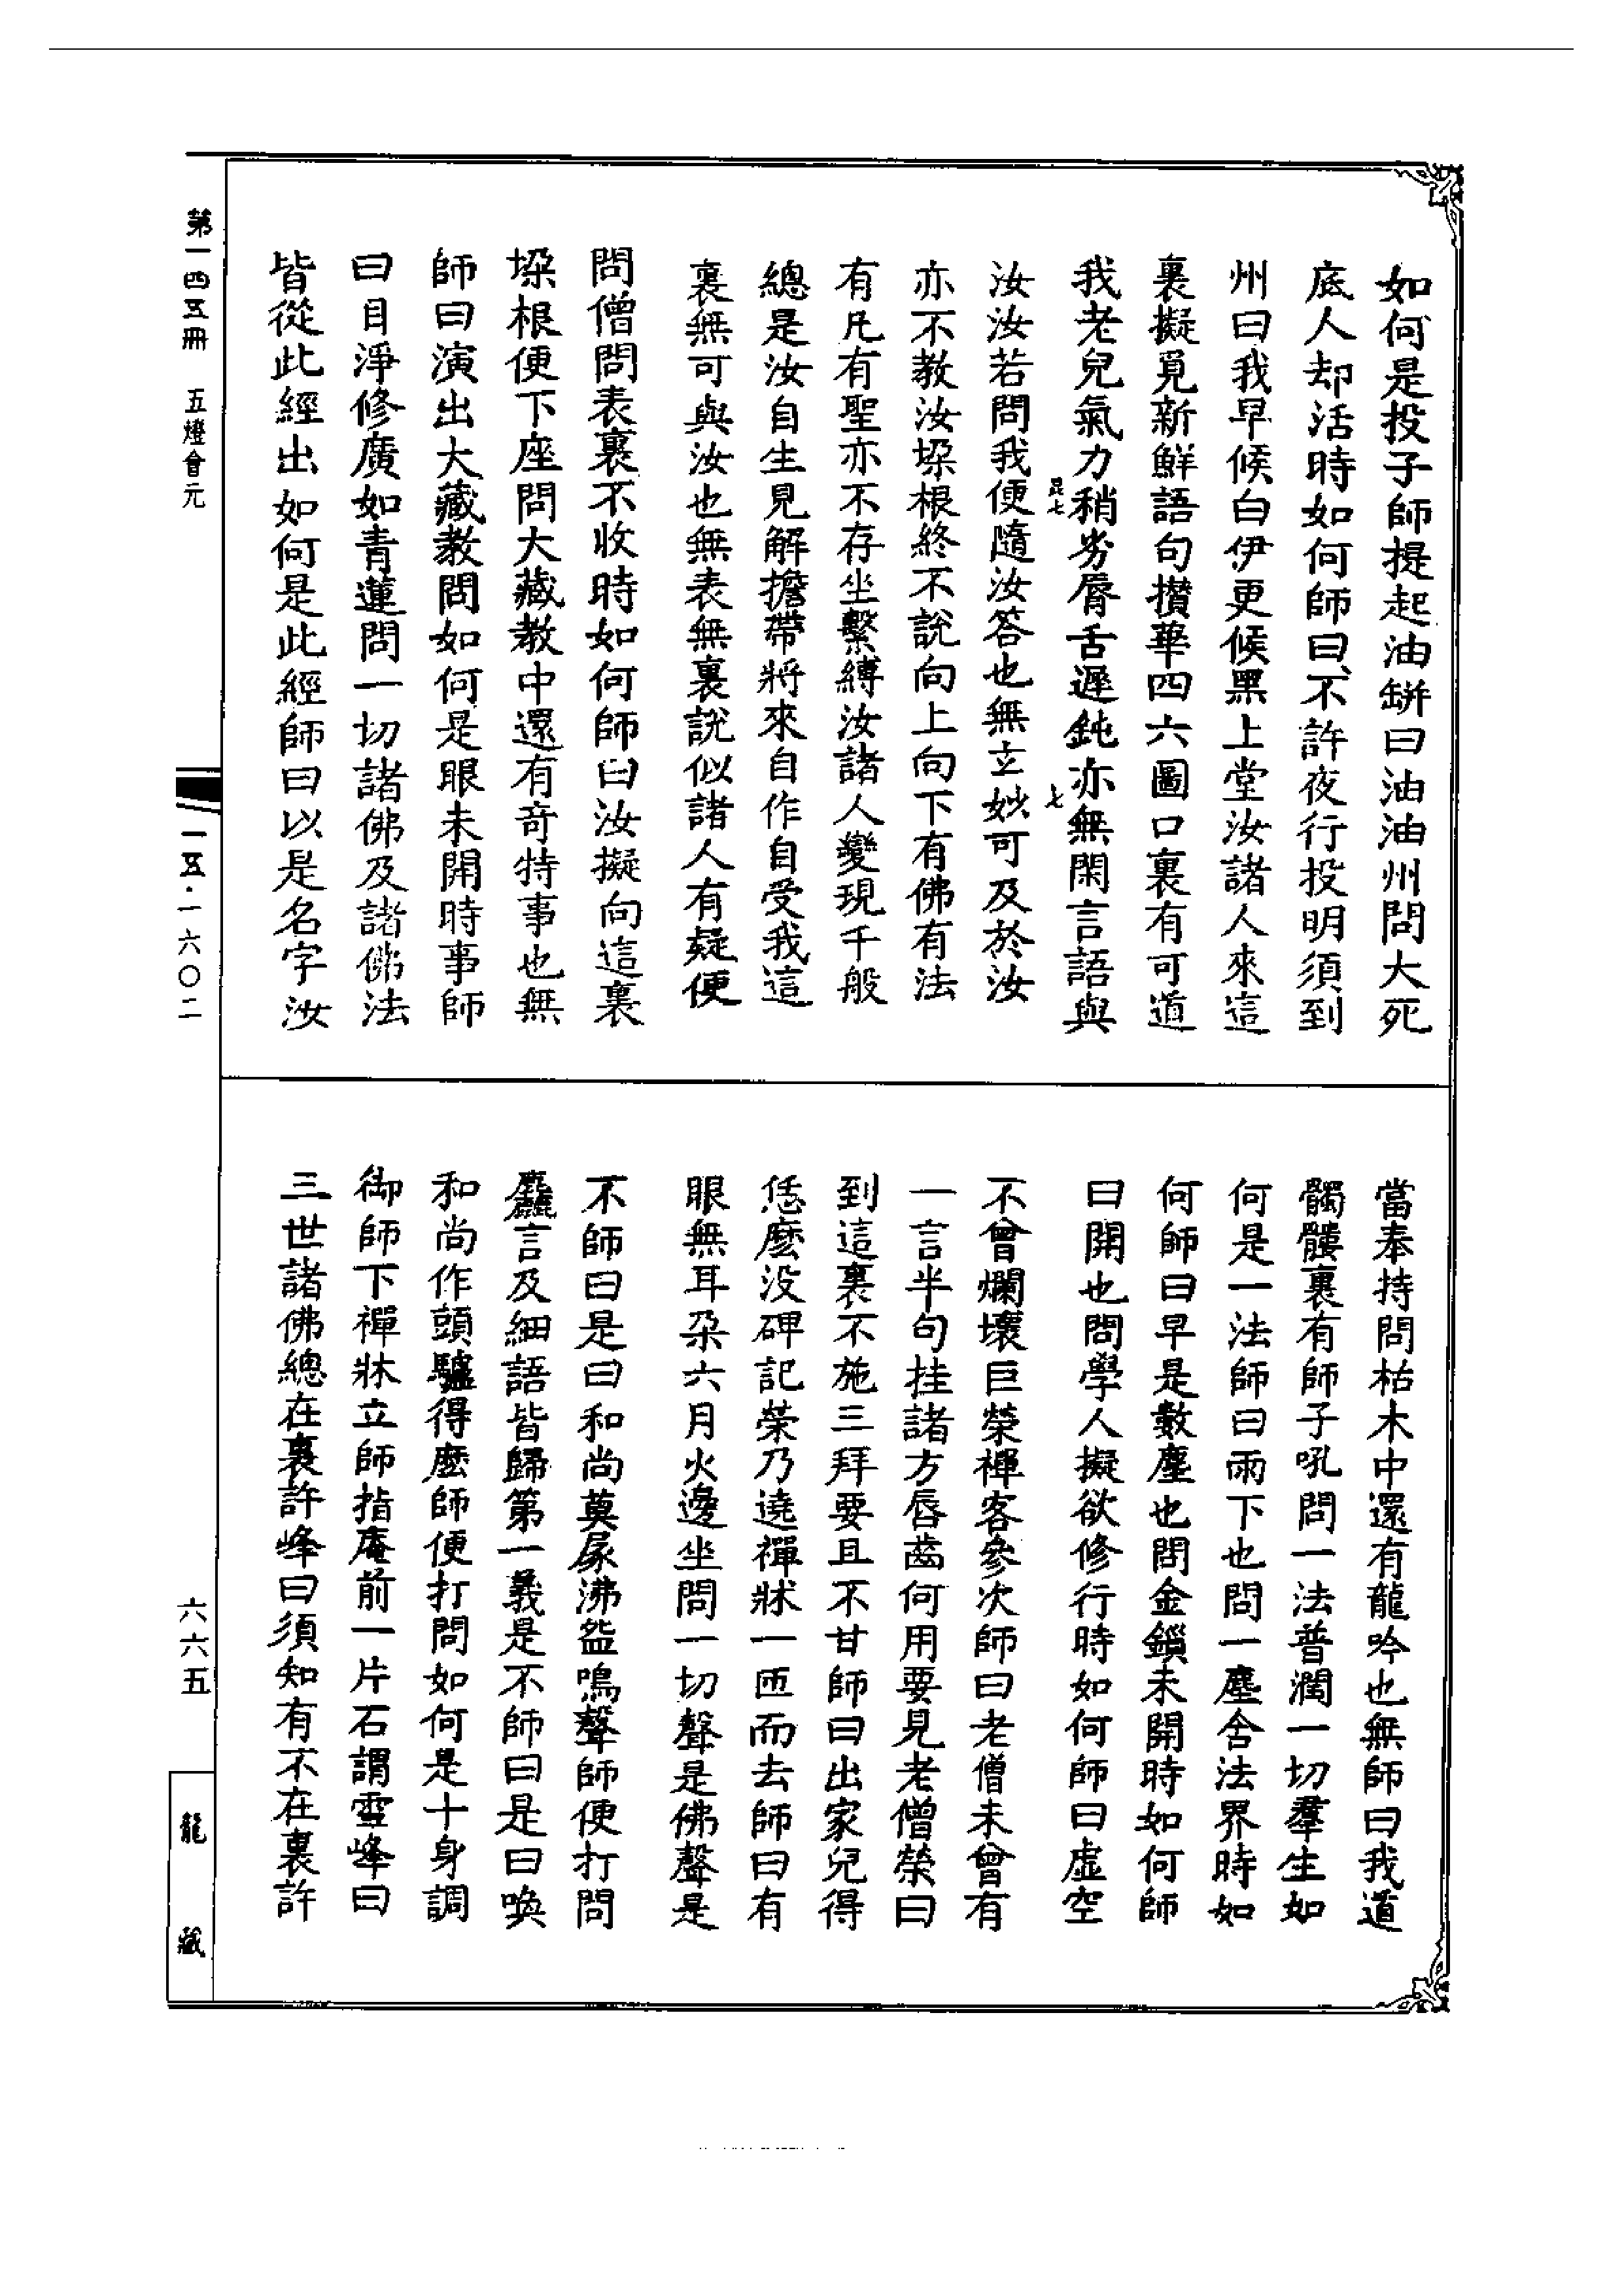 如何是投子師提起油缾曰油油州問大死
底人却活時如何師曰不許夜行投明須到
州曰我早候白伊更候黑上堂汝諸人來這
裏擬覓新鮮語句攢華四六圖口裏有可道
我老兒氣力稍劣脣舌遲鈍亦無閑言語與
昆七
七
汝汝若問我便隨汝答也無立妙可及於汝
亦不教汝垜根終不說向上向下有佛有法
有凡有聖亦不存坐繫縛汝諸人變現千般
總是汝自生見解擔帶將來自作自受我這
裏無可與汝也無表無裏說似諸人有疑便
問僧問表裏不收時如何師曰汝擬向這裏
垜根便下座問大藏教中還有奇特事也無
師曰演出大藏教問如何是眼未開時事師
曰目淨修廣如青蓮問一切諸佛及諸佛法
皆從此經出如何是此經師曰以是名字汝
當奉持問枯木中還有龍吟也無師曰我道
髑髏裏有師子吼問一法普潤一切羣生如
何是一法師曰雨下也問一塵含法界時如
何師曰早是數塵也問金鎻未開時如何師
曰開也問學人擬欲修行時如何師曰虛空
不曾爛壞巨榮禪客參次師曰老僧未曾有
一言半句挂諸方唇齒何用要見老僧榮曰
到這裏不施三拜要且不甘師曰出家兒得
恁麽沒碑記榮乃遶禪牀一匝而去師曰有
眼無耳朶六月火邊坐問一切聲是佛聲是
不師曰是曰和尚莫㞘沸盌鳴聲師便打問
麤言及細語皆歸第一義是不師曰是曰喚
和尚作頭驢得麽師便打問如何是十身調
御師下禪牀立師指庵前一片石謂雪峰曰
三世諸佛總在裏許峰曰須知有不在裏許
第一四五冊　五燈會元
一五·一六〇二
六六五
龍藏